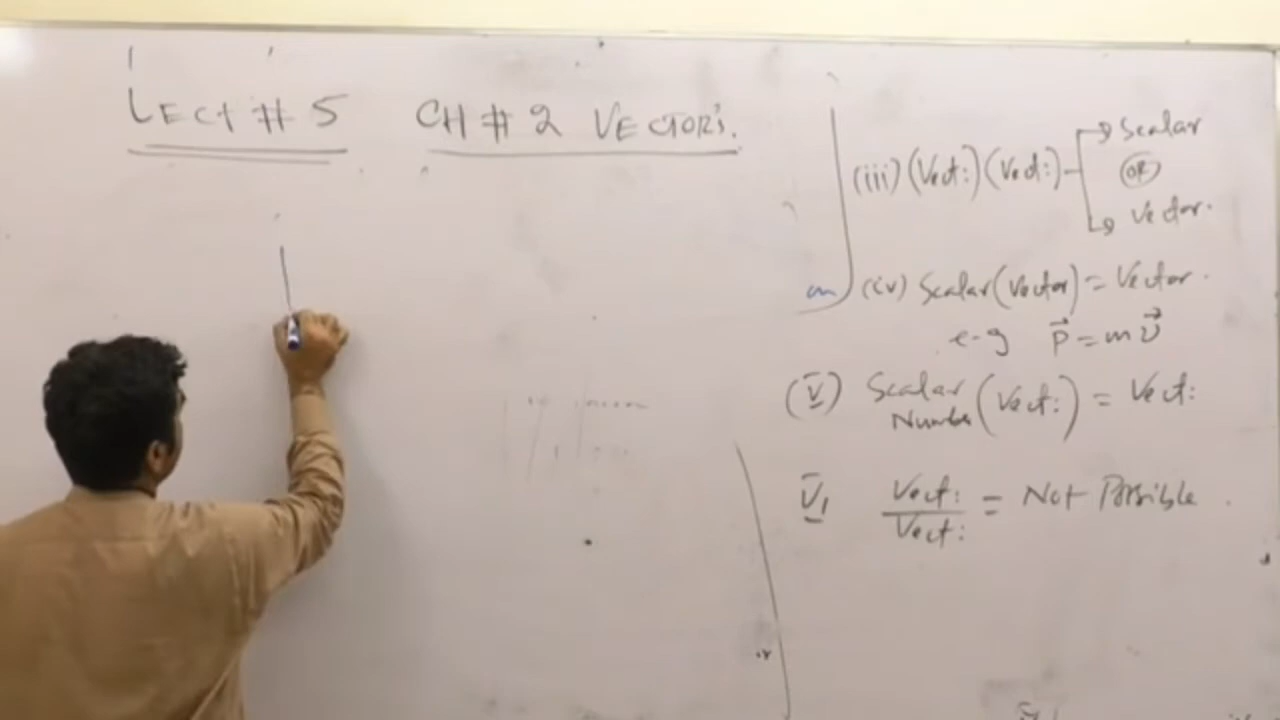 LECT # 5 CH # 2 VECTOR'S.
(iii) (Vect:)(Vect:)
Scalar
OR
Vector.
(iv) Scalar(Vector) = Vector.
e-g P = m v
(V) Scalar Number (Vect:) = Vect:
VI Vect: / Vect: = Not Possible.